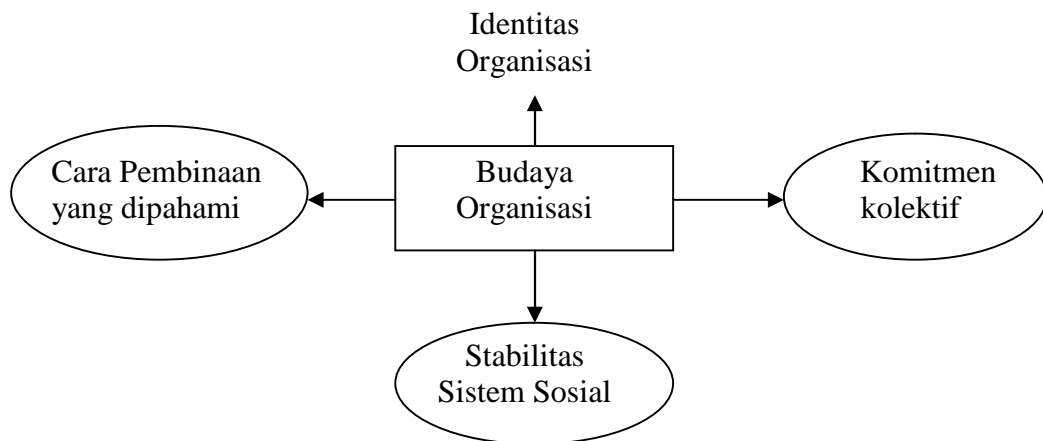 Identitas
Organisasi
Cara Pembinaan
yang dipahami
Budaya
Organisasi
Komitmen
kolektif
Stabilitas
Sistem Sosial